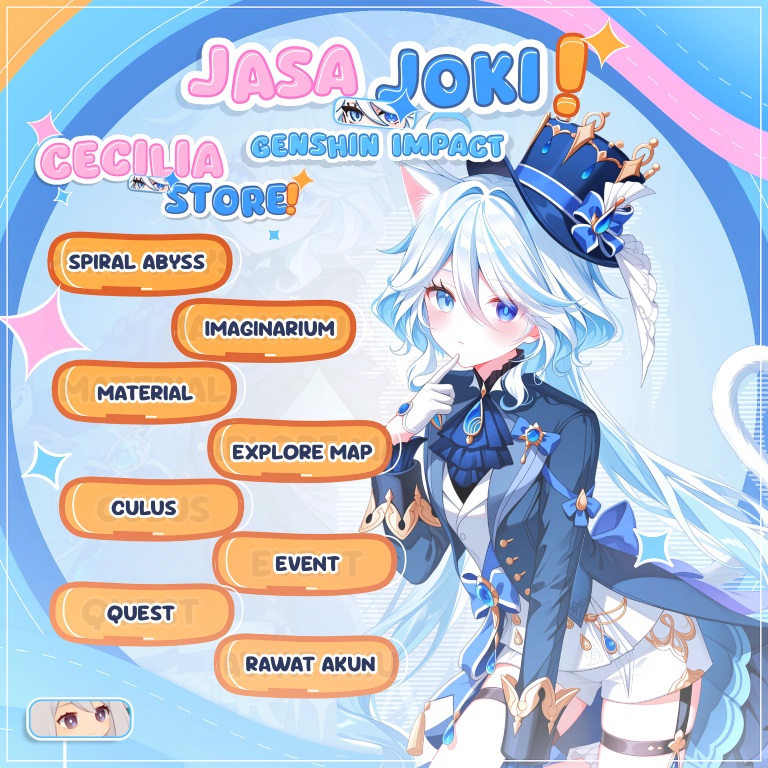 JASA JOKI!
GENSHIN IMPACT
CECILIA
STORE!
SPIRAL ABYSS
IMAGINARIUM
MATERIAL
EXPLORE MAP
CULUS
EVENT
QUEST
RAWAT AKUN